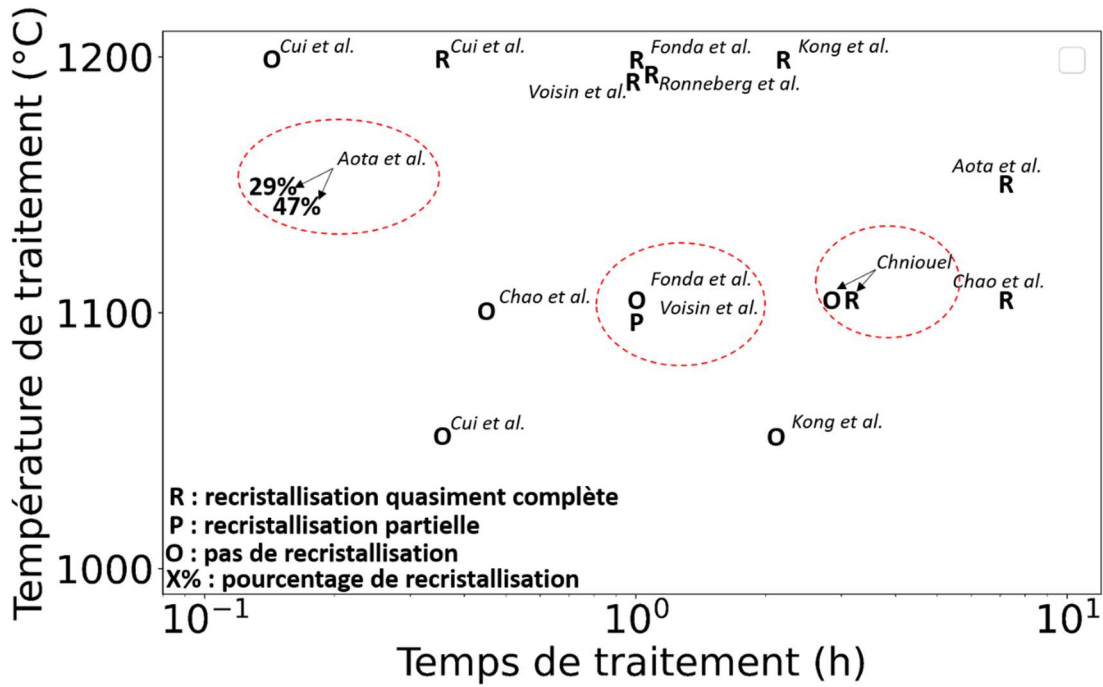 Température de traitement (°C)
1200
1100
1000
O Cui et al.
R Cui et al.
R Fonda et al.
R Kong et al.
Voisin et al. R
R Ronneberg et al.
Aota et al.
29%
47%
Aota et al.
R
Chao et al.
O
Fonda et al.
O
Voisin et al.
P
Chniouel
O R
Chao et al.
R
O Cui et al.
O Kong et al.
R : recristallisation quasiment complète
P : recristallisation partielle
O : pas de recristallisation
X% : pourcentage de recristallisation
10⁻¹
10⁰
10¹
Temps de traitement (h)